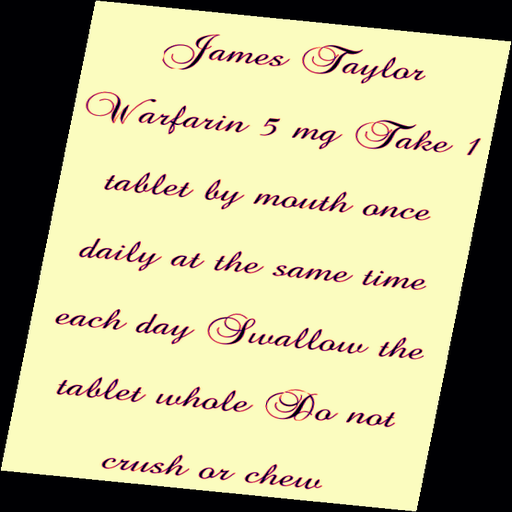 James Taylor
Warfarin 5 mg Take 1
tablet by mouth once
daily at the same time
each day Swallow the
tablet whole Do not
crush or chew